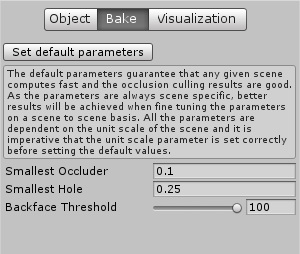 Object Bake Visualization
Set default parameters
The default parameters guarantee that any given scene
computes fast and the occlusion culling results are good.
As the parameters are always scene specific, better
results will be achieved when fine tuning the parameters
on a scene to scene basis. All the parameters are
dependent on the unit scale of the scene and it is
imperative that the unit scale parameter is set correctly
before setting the default values.
Smallest Occluder 0.1
Smallest Hole 0.25
Backface Threshold 100